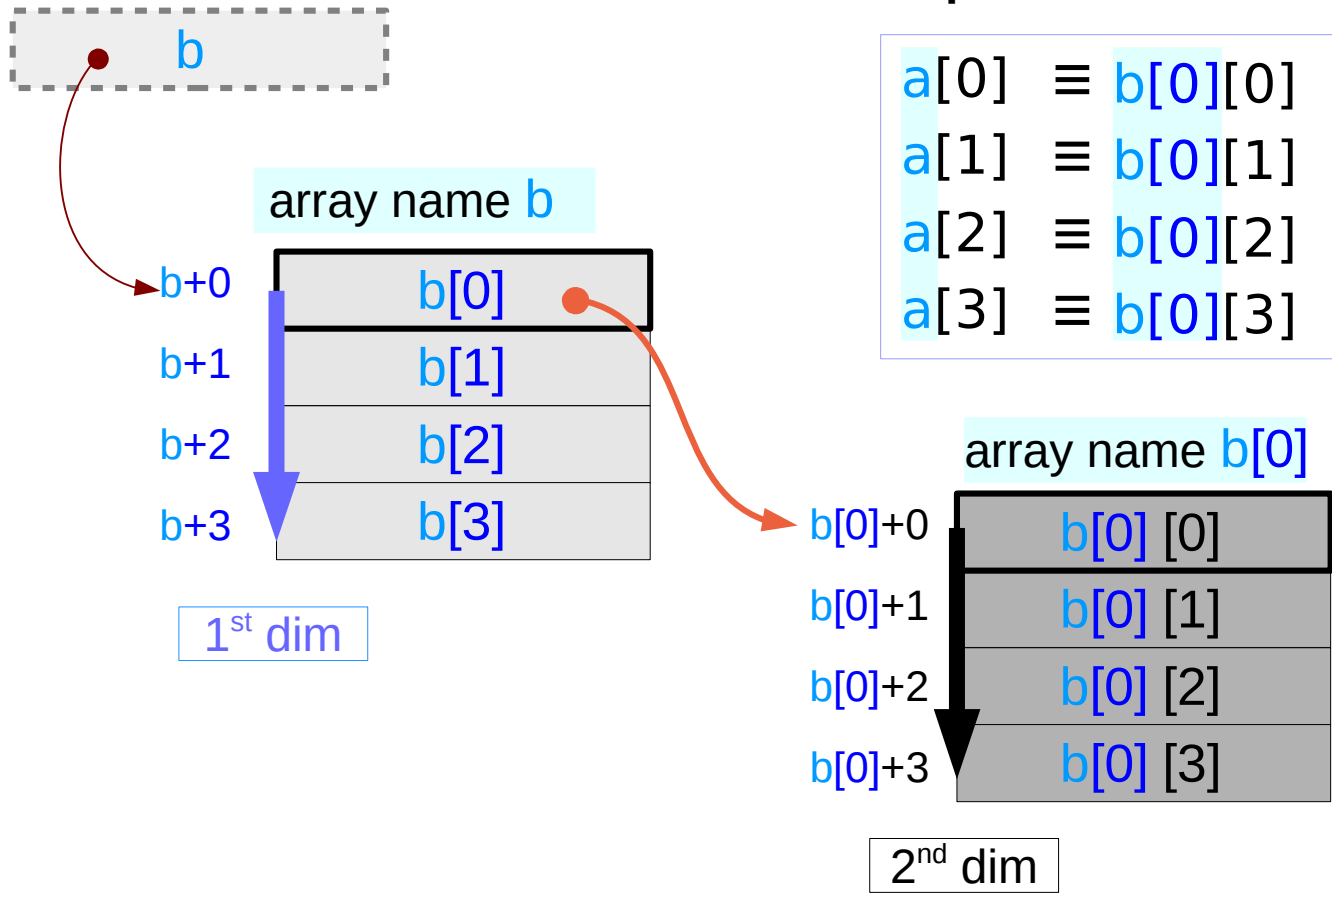 b
a[0] ≡ b[0][0]
a[1] ≡ b[0][1]
a[2] ≡ b[0][2]
a[3] ≡ b[0][3]
array name b
b+0 b[0]
b+1 b[1]
b+2 b[2]
b+3 b[3]
1st dim
array name b[0]
b[0]+0 b[0] [0]
b[0]+1 b[0] [1]
b[0]+2 b[0] [2]
b[0]+3 b[0] [3]
2nd dim